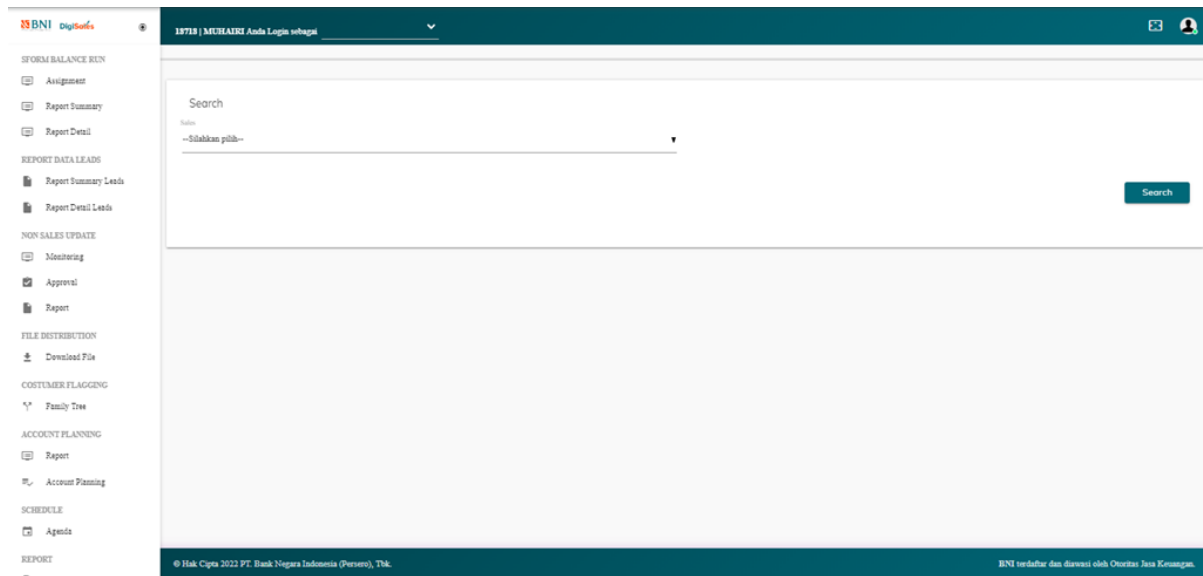 BNI DigiSales
SFORM BALANCE RUN
Assignment
Report Summary
Report Detail
REPORT DATA LEADS
Report Summary Leads
Report Detail Leads
NON SALES UPDATE
Monitoring
Approval
Report
FILE DISTRIBUTION
Download File
COSTUMER FLAGGING
Family Tree
ACCOUNT PLANNING
Report
Account Planning
SCHEDULE
Agenda
REPORT
13713 | MUHAIRI Anda Login sebagai
Search
Sales
--Silahkan pilih--
Search
© Hak Cipta 2022 PT. Bank Negara Indonesia (Persero), Tbk.
BNI terdaftar dan diawasi oleh Otoritas Jasa Keuangan.